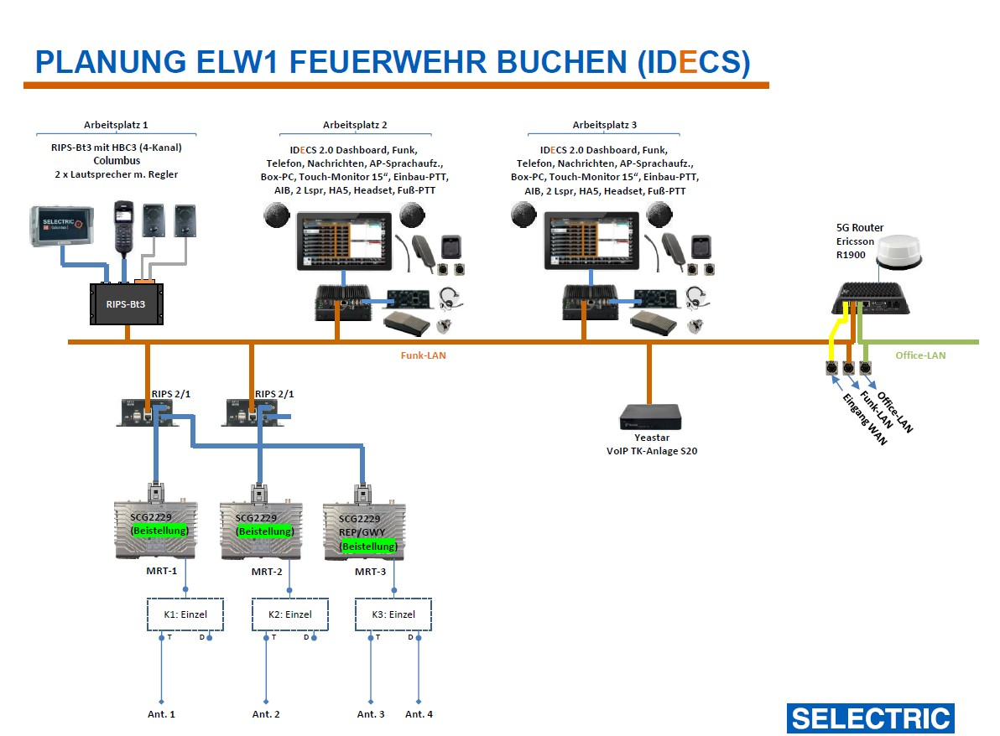 PLANUNG ELW1 FEUERWEHR BUCHEN (IDECS)
Arbeitsplatz 1
RIPS-Bt3 mit HBC3 (4-Kanal)
Columbus
2 x Lautsprecher m. Regler
Arbeitsplatz 2
IDECS 2.0 Dashboard, Funk,
Telefon, Nachrichten, AP-Sprachaufz.,
Box-PC, Touch-Monitor 15“, Einbau-PTT,
AIB, 2 Lspr, HA5, Headset, Fuß-PTT
Arbeitsplatz 3
IDECS 2.0 Dashboard, Funk,
Telefon, Nachrichten, AP-Sprachaufz.,
Box-PC, Touch-Monitor 15“, Einbau-PTT,
AIB, 2 Lspr, HA5, Headset, Fuß-PTT
SELECTRIC
Columbus
5G Router
Ericsson
R1900
RIPS-Bt3
Funk-LAN
Office-LAN
Eingang WAN
Funk-LAN
Office-LAN
RIPS 2/1
RIPS 2/1
Yeastar
VoIP TK-Anlage S20
SCG2229
(Beistellung)
SCG2229
(Beistellung)
SCG2229
REP/GWY
(Beistellung)
MRT-1
MRT-2
MRT-3
K1: Einzel
K2: Einzel
K3: Einzel
T D
T D
T D
Ant. 1
Ant. 2
Ant. 3
Ant. 4
SELECTRIC